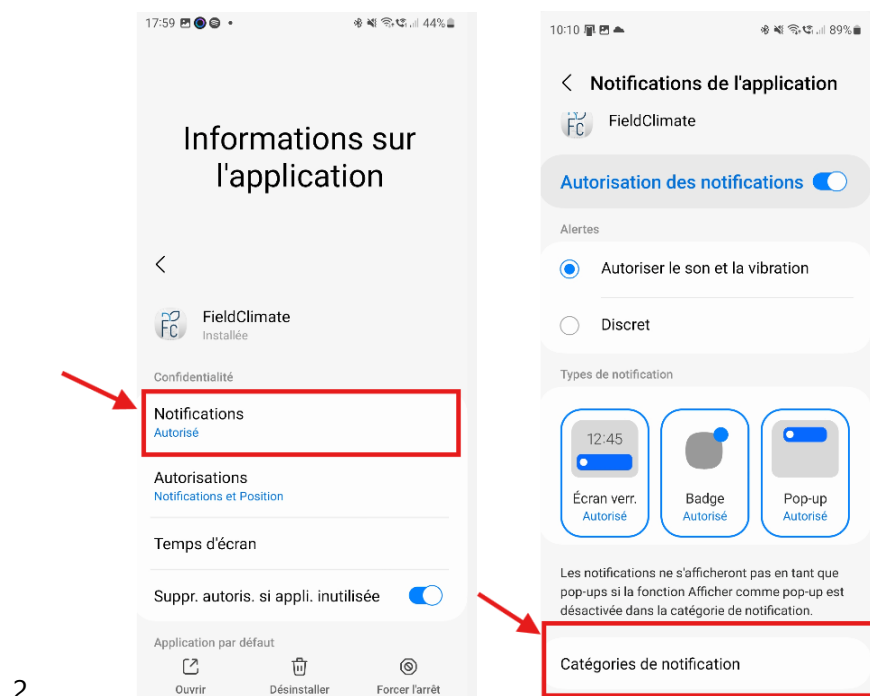 17:59
44%
Informations sur
l'application
FC
FieldClimate
Installée
Confidentialité
Notifications
Autorisé
Autorisations
Notifications et Position
Temps d'écran
Suppr. autoris. si appli. inutilisée
Application par défaut
Ouvrir
Désinstaller
Forcer l'arrêt
10:10
89%
Notifications de l'application
FC
FieldClimate
Autorisation des notifications
Alertes
Autoriser le son et la vibration
Discret
Types de notification
12:45
Écran verr.
Autorisé
Badge
Autorisé
Pop-up
Autorisé
Les notifications ne s'afficheront pas en tant que
pop-ups si la fonction Afficher comme pop-up est
désactivée dans la catégorie de notification.
Catégories de notification
2